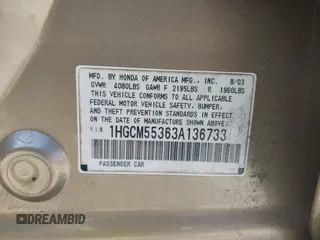 MFD. BY HONDA OF AMERICA MFG., INC. 8/03
GVWR 4080LBS GAWR F 2195LBS R 1960LBS
THIS VEHICLE CONFORMS TO ALL APPLICABLE
FEDERAL MOTOR VEHICLE SAFETY, BUMPER,
AND THEFT PREVENTION STANDARDS IN EFFECT
ON THE DATE OF MANUFACTURE SHOWN ABOVE.
V.I.N. 1HGCM55363A136733
PASSENGER CAR
DREAMBID